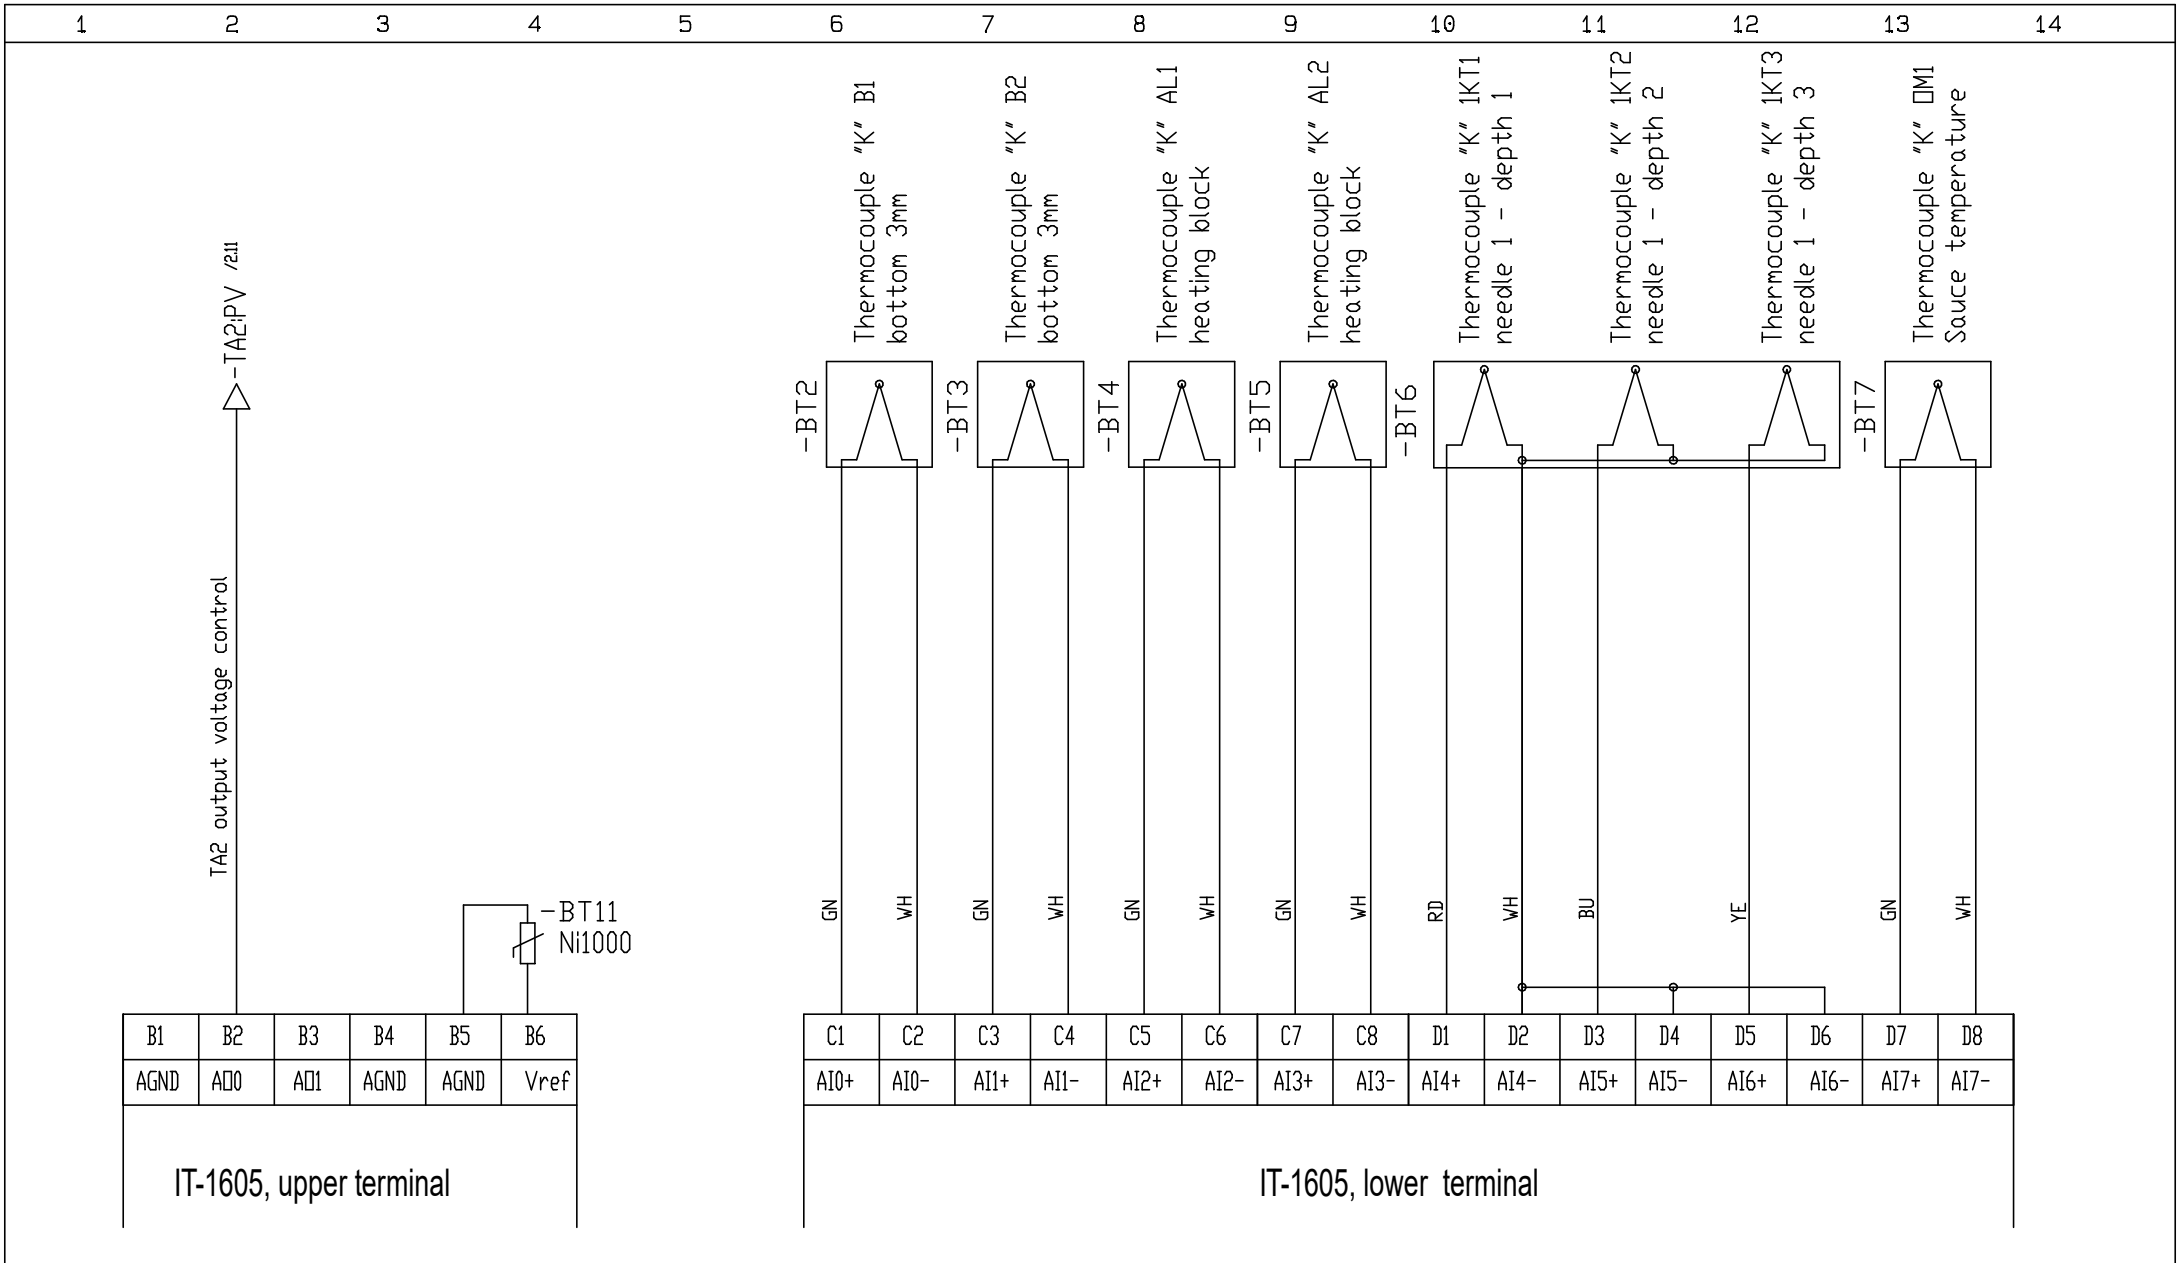 1 2 3 4 5 6 7 8 9 10 11 12 13 14
-TA2:PV /2.11
TA2 output voltage control
-BT11
Ni1000
Thermocouple "K" B1
bottom 3mm
-BT2
Thermocouple "K" B2
bottom 3mm
-BT3
Thermocouple "K" AL1
heating block
-BT4
Thermocouple "K" AL2
heating block
-BT5
Thermocouple "K" 1KT1
needle 1 - depth 1
Thermocouple "K" 1KT2
needle 1 - depth 2
Thermocouple "K" 1KT3
needle 1 - depth 3
-BT6
Thermocouple "K" OM1
Sauce temperature
-BT7
GN WH GN WH GN WH GN WH RD WH BU YE GN WH
B1 B2 B3 B4 B5 B6
AGND AO0 AO1 AGND AGND Vref
IT-1605, upper terminal
C1 C2 C3 C4 C5 C6 C7 C8 D1 D2 D3 D4 D5 D6 D7 D8
AI0+ AI0- AI1+ AI1- AI2+ AI2- AI3+ AI3- AI4+ AI4- AI5+ AI5- AI6+ AI6- AI7+ AI7-
IT-1605, lower terminal